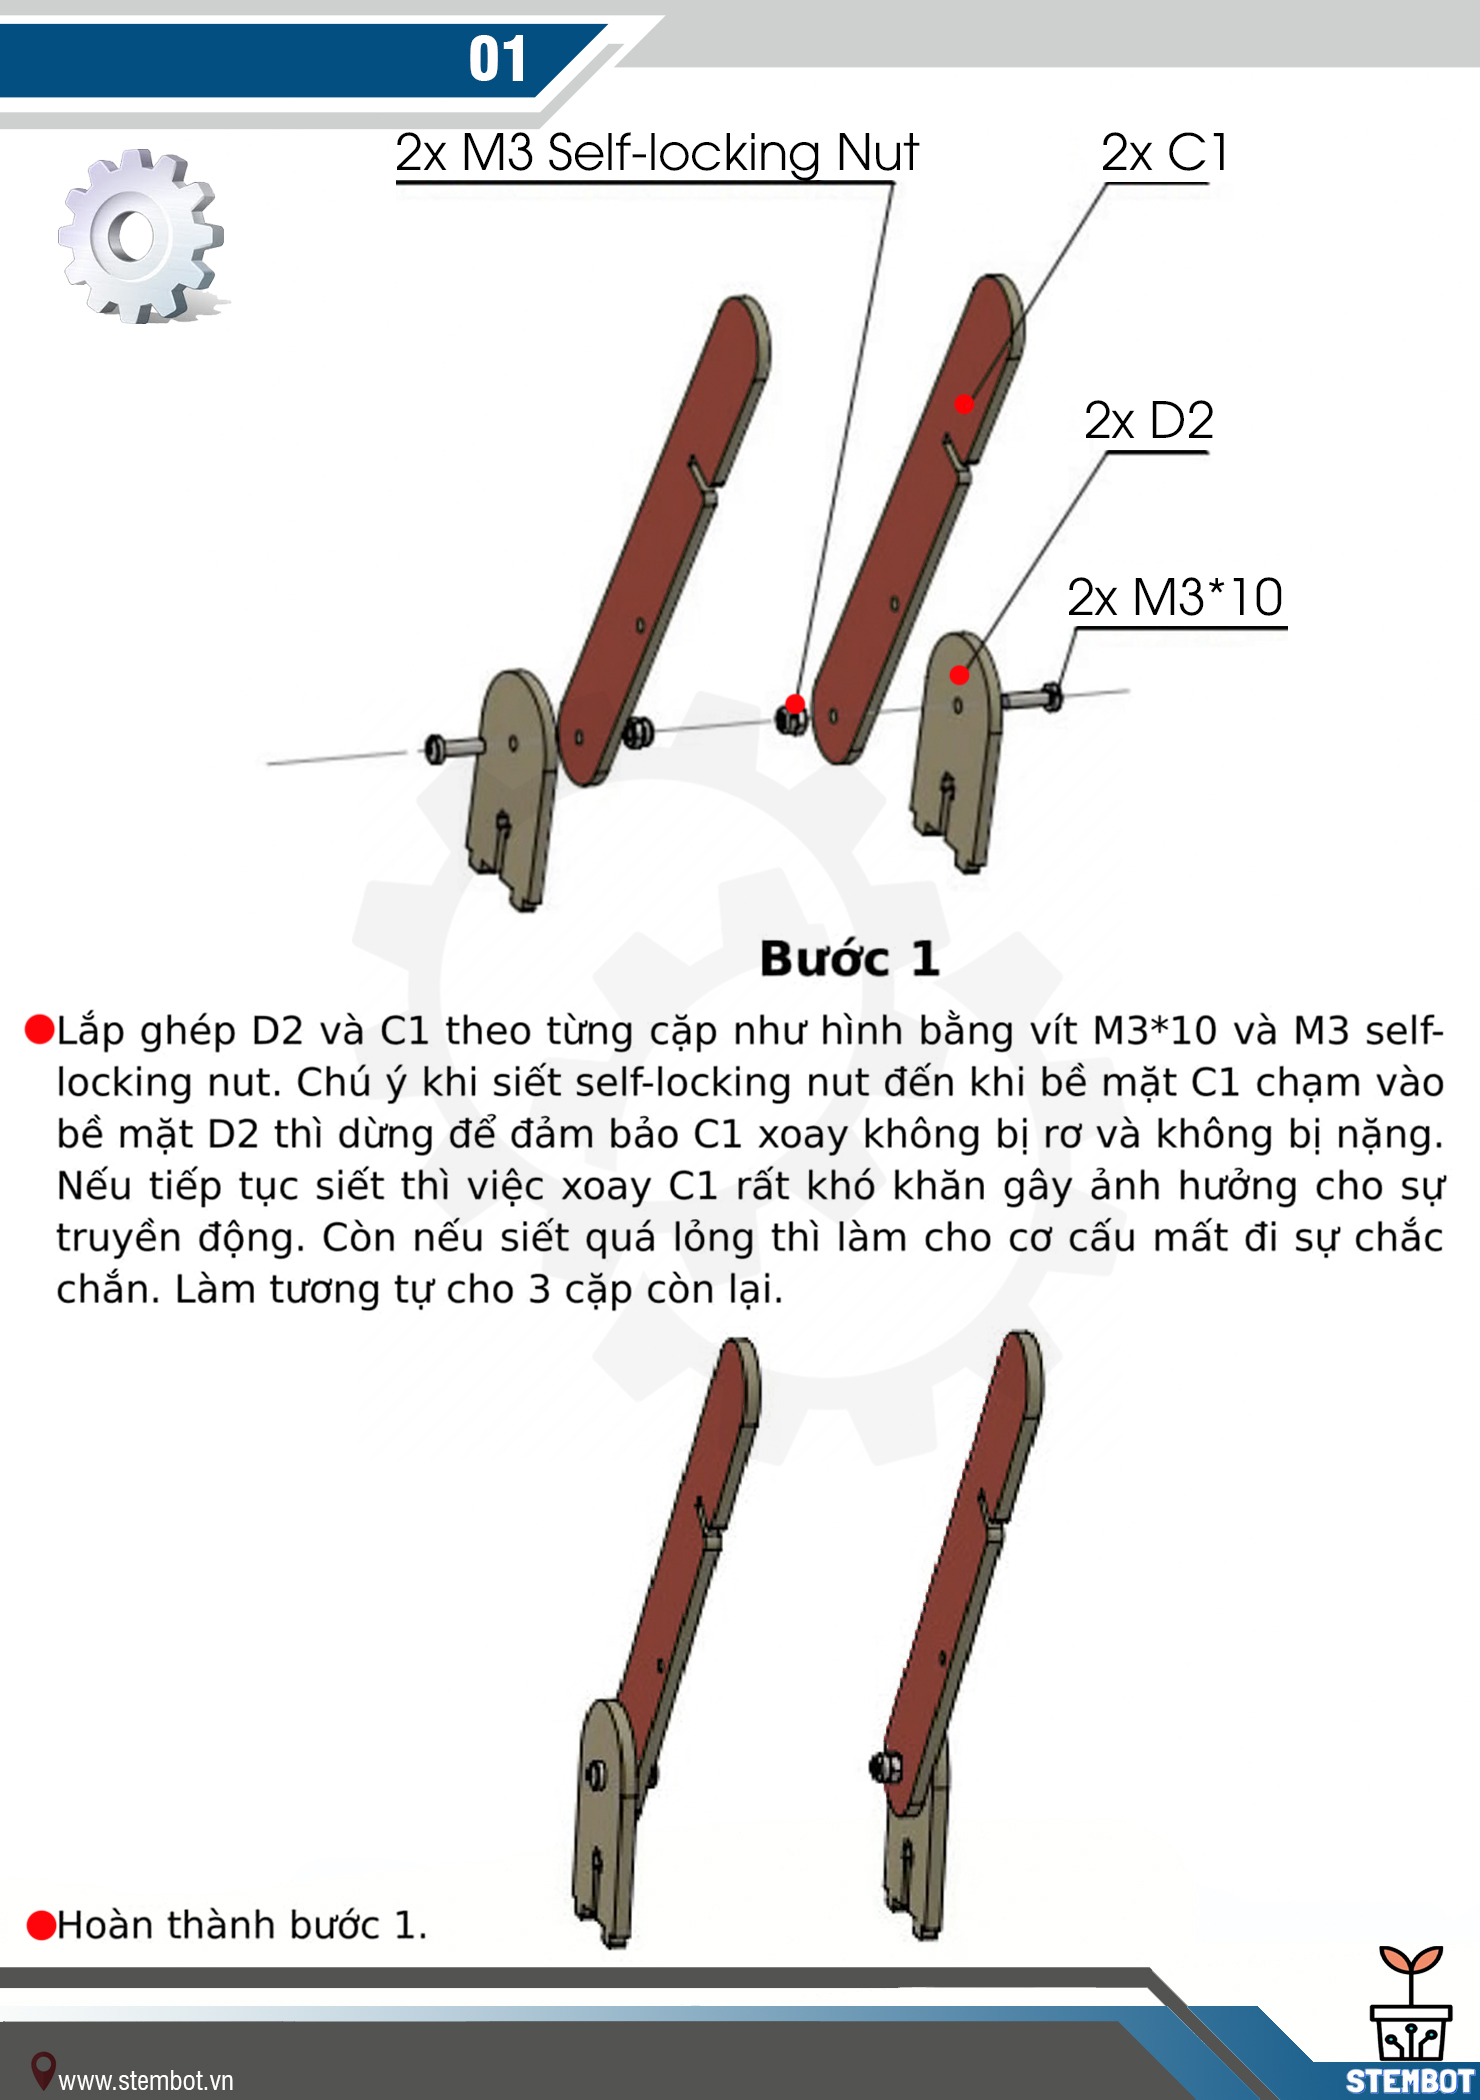 01
2x M3 Self-locking Nut
2x C1
2x D2
2x M3*10
Bước 1
Lắp ghép D2 và C1 theo từng cặp như hình bằng vít M3*10 và M3 self-
locking nut. Chú ý khi siết self-locking nut đến khi bề mặt C1 chạm vào
bề mặt D2 thì dừng để đảm bảo C1 xoay không bị rơ và không bị nặng.
Nếu tiếp tục siết thì việc xoay C1 rất khó khăn gây ảnh hưởng cho sự
truyền động. Còn nếu siết quá lỏng thì làm cho cơ cấu mất đi sự chắc
chắn. Làm tương tự cho 3 cặp còn lại.
Hoàn thành bước 1.
www.stembot.vn
STEMBOT